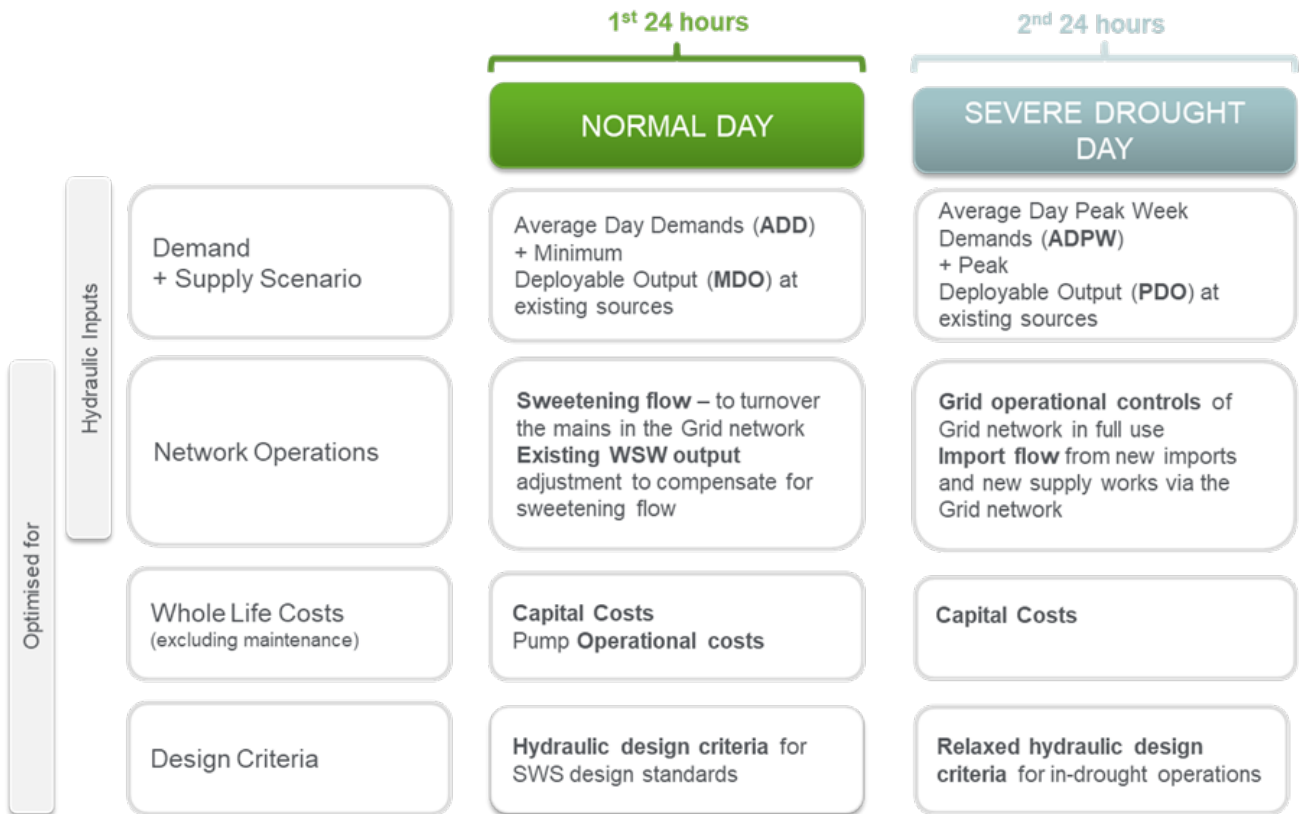 1st 24 hours
2nd 24 hours
NORMAL DAY
SEVERE DROUGHT
DAY
Hydraulic Inputs
Optimised for
Demand
+ Supply Scenario
Average Day Demands (ADD)
+ Minimum
Deployable Output (MDO) at
existing sources
Average Day Peak Week
Demands (ADPW)
+ Peak
Deployable Output (PDO) at
existing sources
Network Operations
Sweetening flow – to turnover
the mains in the Grid network
Existing WSW output
adjustment to compensate for
sweetening flow
Grid operational controls of
Grid network in full use
Import flow from new imports
and new supply works via the
Grid network
Whole Life Costs
(excluding maintenance)
Capital Costs
Pump Operational costs
Capital Costs
Design Criteria
Hydraulic design criteria for
SWS design standards
Relaxed hydraulic design
criteria for in-drought operations